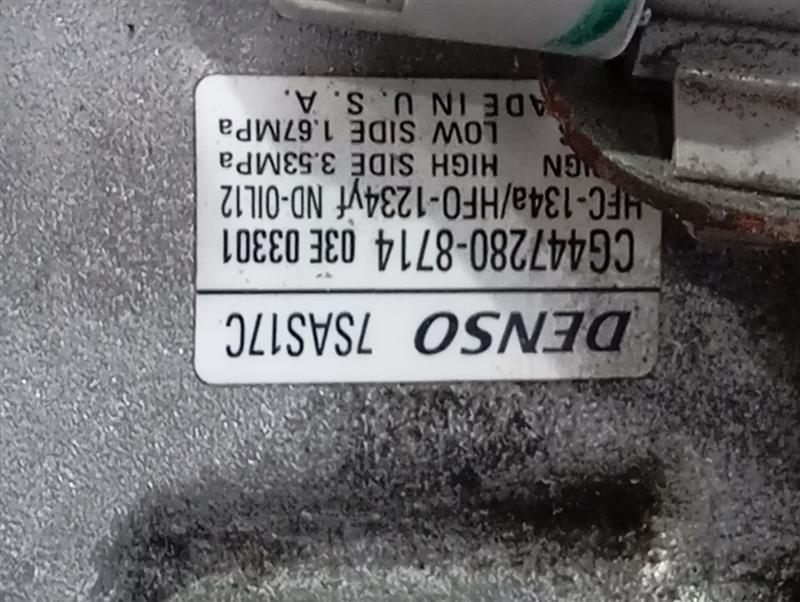 DENSO 7SAS17C
CG447280-8714 03E 03301
HFC-134a/HFO-1234yf ND-OIL12
HIGH SIDE 3.53MPa
LOW SIDE 1.67MPa
IN U. S. A.